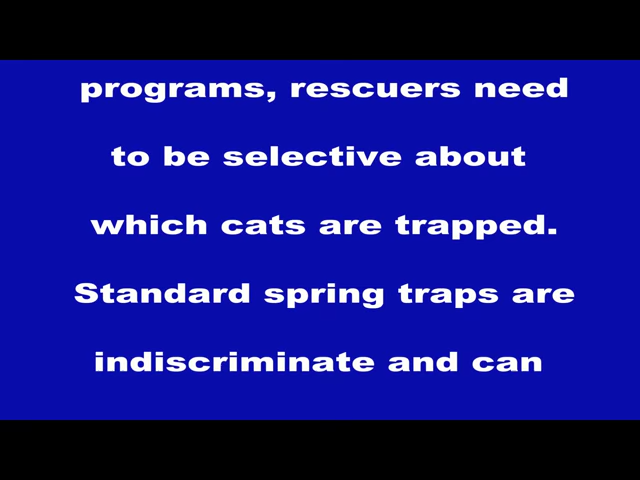 programs, rescuers need
to be selective about
which cats are trapped.
Standard spring traps are
indiscriminate and can